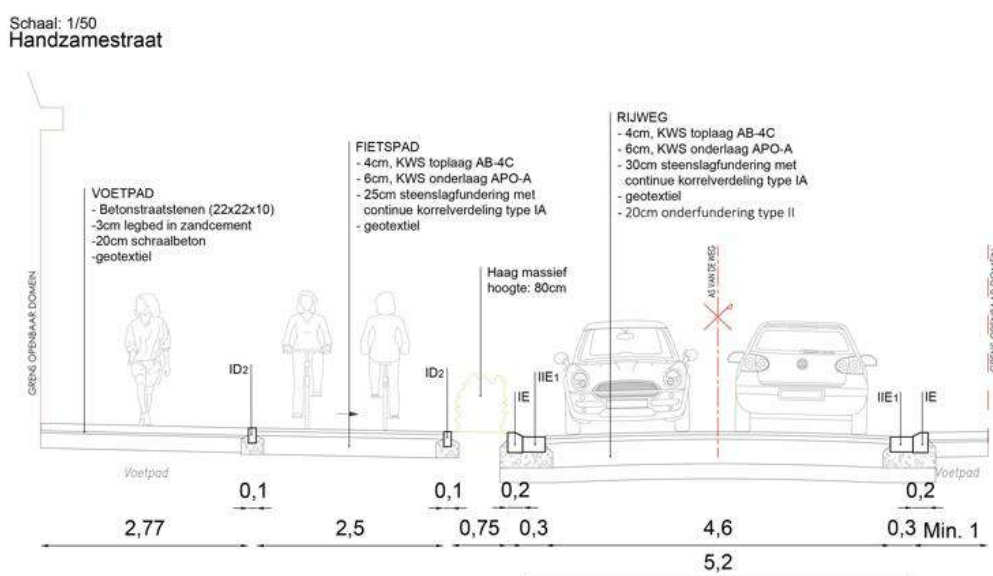 Schaal: 1/50
Handzamestraat
VOETPAD
- Betonstraatstenen (22x22x10)
-3cm legbed in zandcement
-20cm schraalbeton
-geotextiel
FIETSPAD
- 4cm, KWS toplaag AB-4C
- 6cm, KWS onderlaag APO-A
- 25cm steenslagfundering met
continue korrelverdeling type IA
- geotextiel
RIJWEG
- 4cm, KWS toplaag AB-4C
- 6cm, KWS onderlaag APO-A
- 30cm steenslagfundering met
continue korrelverdeling type IA
- geotextiel
- 20cm onderfundering type II
Haag massief
hoogte: 80cm
GRENS OPENBAAR DOMEIN
AS VAN DE WEG
GRENS OPENBAAR DOMEIN
ID2
ID2
IE
IIE1
IIE1
IE
Voetpad
Voetpad
0,1
0,1
0,2
0,2
2,77
2,5
0,75
0,3
4,6
0,3
Min. 1
5,2